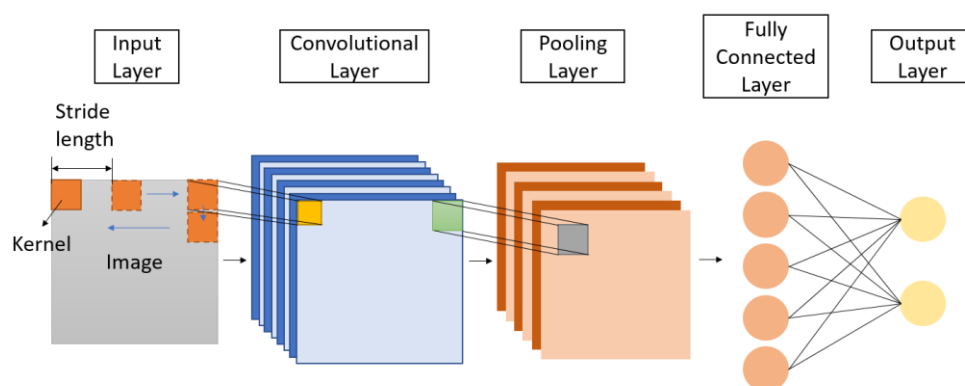 Input
Layer
Convolutional
Layer
Pooling
Layer
Fully
Connected
Layer
Output
Layer
Stride
length
Kernel
Image